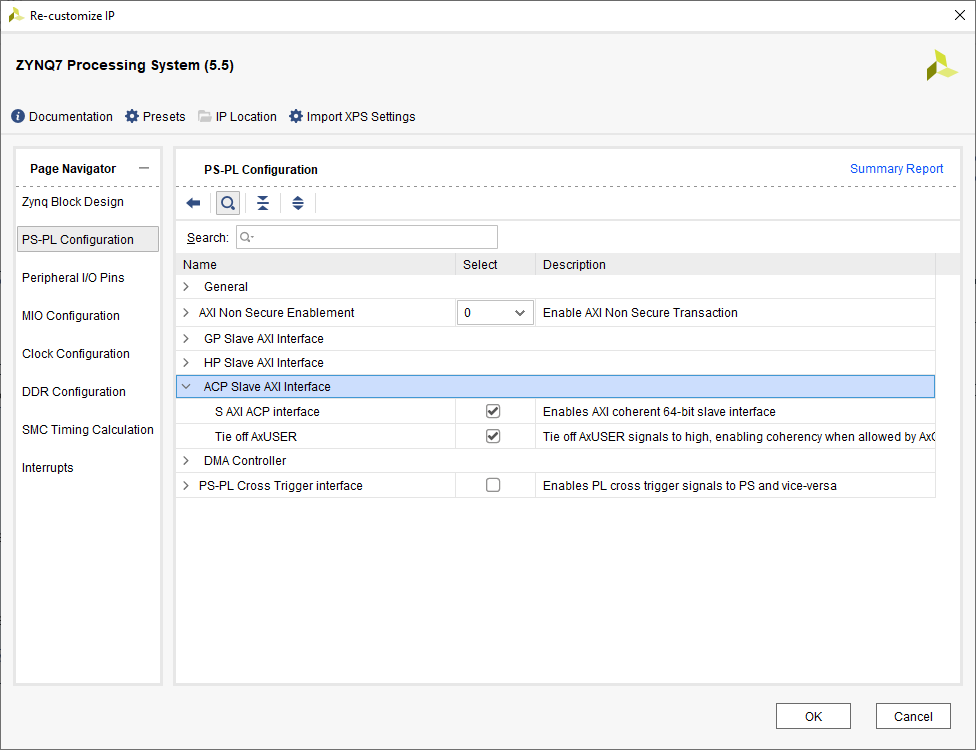 Re-customize IP
ZYNQ7 Processing System (5.5)
Documentation Presets IP Location Import XPS Settings
Page Navigator
Zynq Block Design
PS-PL Configuration
Peripheral I/O Pins
MIO Configuration
Clock Configuration
DDR Configuration
SMC Timing Calculation
Interrupts
PS-PL Configuration Summary Report
Search:
Name Select Description
General
AXI Non Secure Enablement 0 Enable AXI Non Secure Transaction
GP Slave AXI Interface
HP Slave AXI Interface
ACP Slave AXI Interface
S AXI ACP interface Enables AXI coherent 64-bit slave interface
Tie off AxUSER Tie off AxUSER signals to high, enabling coherency when allowed by
DMA Controller
PS-PL Cross Trigger interface Enables PL cross trigger signals to PS and vice-versa
OK Cancel